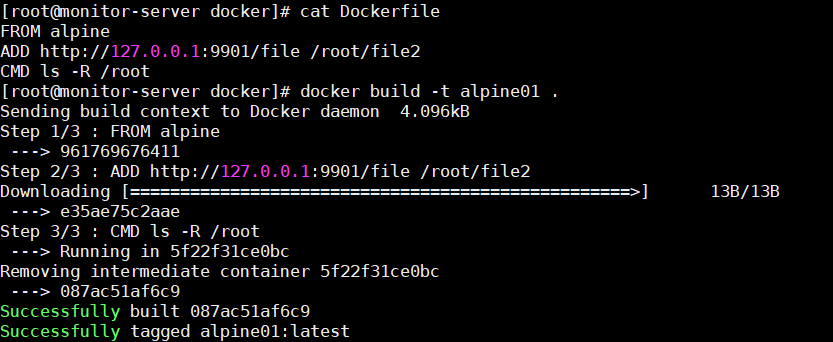 [root@monitor-server docker]# cat Dockerfile
FROM alpine
ADD http://127.0.0.1:9901/file /root/file2
CMD ls -R /root
[root@monitor-server docker]# docker build -t alpine01 .
Sending build context to Docker daemon  4.096kB
Step 1/3 : FROM alpine
 ---> 961769676411
Step 2/3 : ADD http://127.0.0.1:9901/file /root/file2
Downloading [==================================================>]      13B/13B
 ---> e35ae75c2aae
Step 3/3 : CMD ls -R /root
 ---> Running in 5f22f31ce0bc
Removing intermediate container 5f22f31ce0bc
 ---> 087ac51af6c9
Successfully built 087ac51af6c9
Successfully tagged alpine01:latest